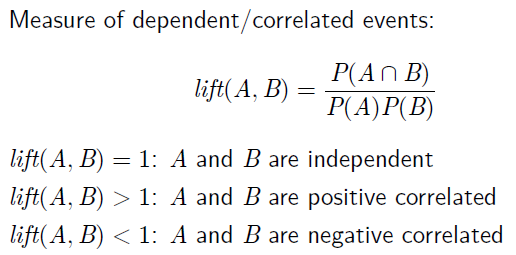 Measure of dependent/correlated events:
lift(A, B) = P(A ∩ B) / P(A)P(B)
lift(A, B) = 1: A and B are independent
lift(A, B) > 1: A and B are positive correlated
lift(A, B) < 1: A and B are negative correlated